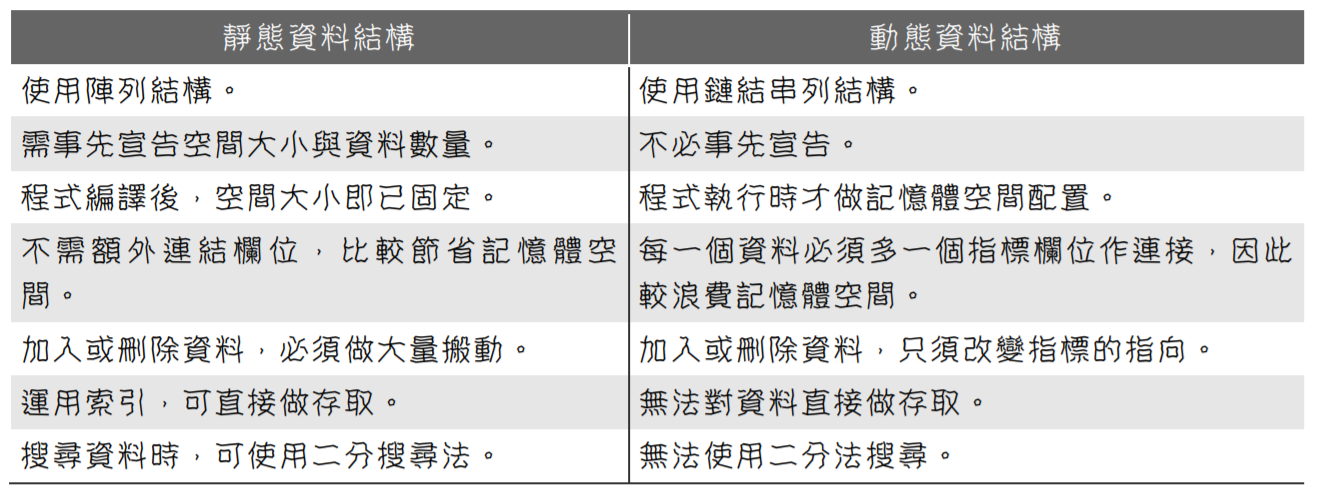 靜態資料結構
動態資料結構
使用陣列結構。
使用鏈結串列結構。
需事先宣告空間大小與資料數量。
不必事先宣告。
程式編譯後，空間大小即已固定。
程式執行時才做記憶體空間配置。
不需額外連結欄位，比較節省記憶體空
間。
每一個資料必須多一個指標欄位作連接，因此
較浪費記憶體空間。
加入或刪除資料，必須做大量搬動。
加入或刪除資料，只須改變指標的指向。
運用索引，可直接做存取。
無法對資料直接做存取。
搜尋資料時，可使用二分搜尋法。
無法使用二分法搜尋。